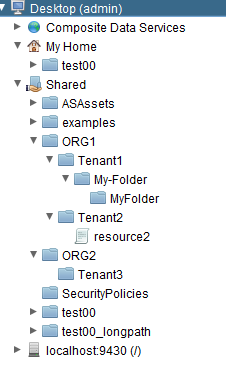 Desktop (admin)
Composite Data Services
My Home
test00
Shared
ASAssets
examples
ORG1
Tenant1
My-Folder
MyFolder
Tenant2
resource2
ORG2
Tenant3
SecurityPolicies
test00
test00_longpath
localhost:9430 (/)